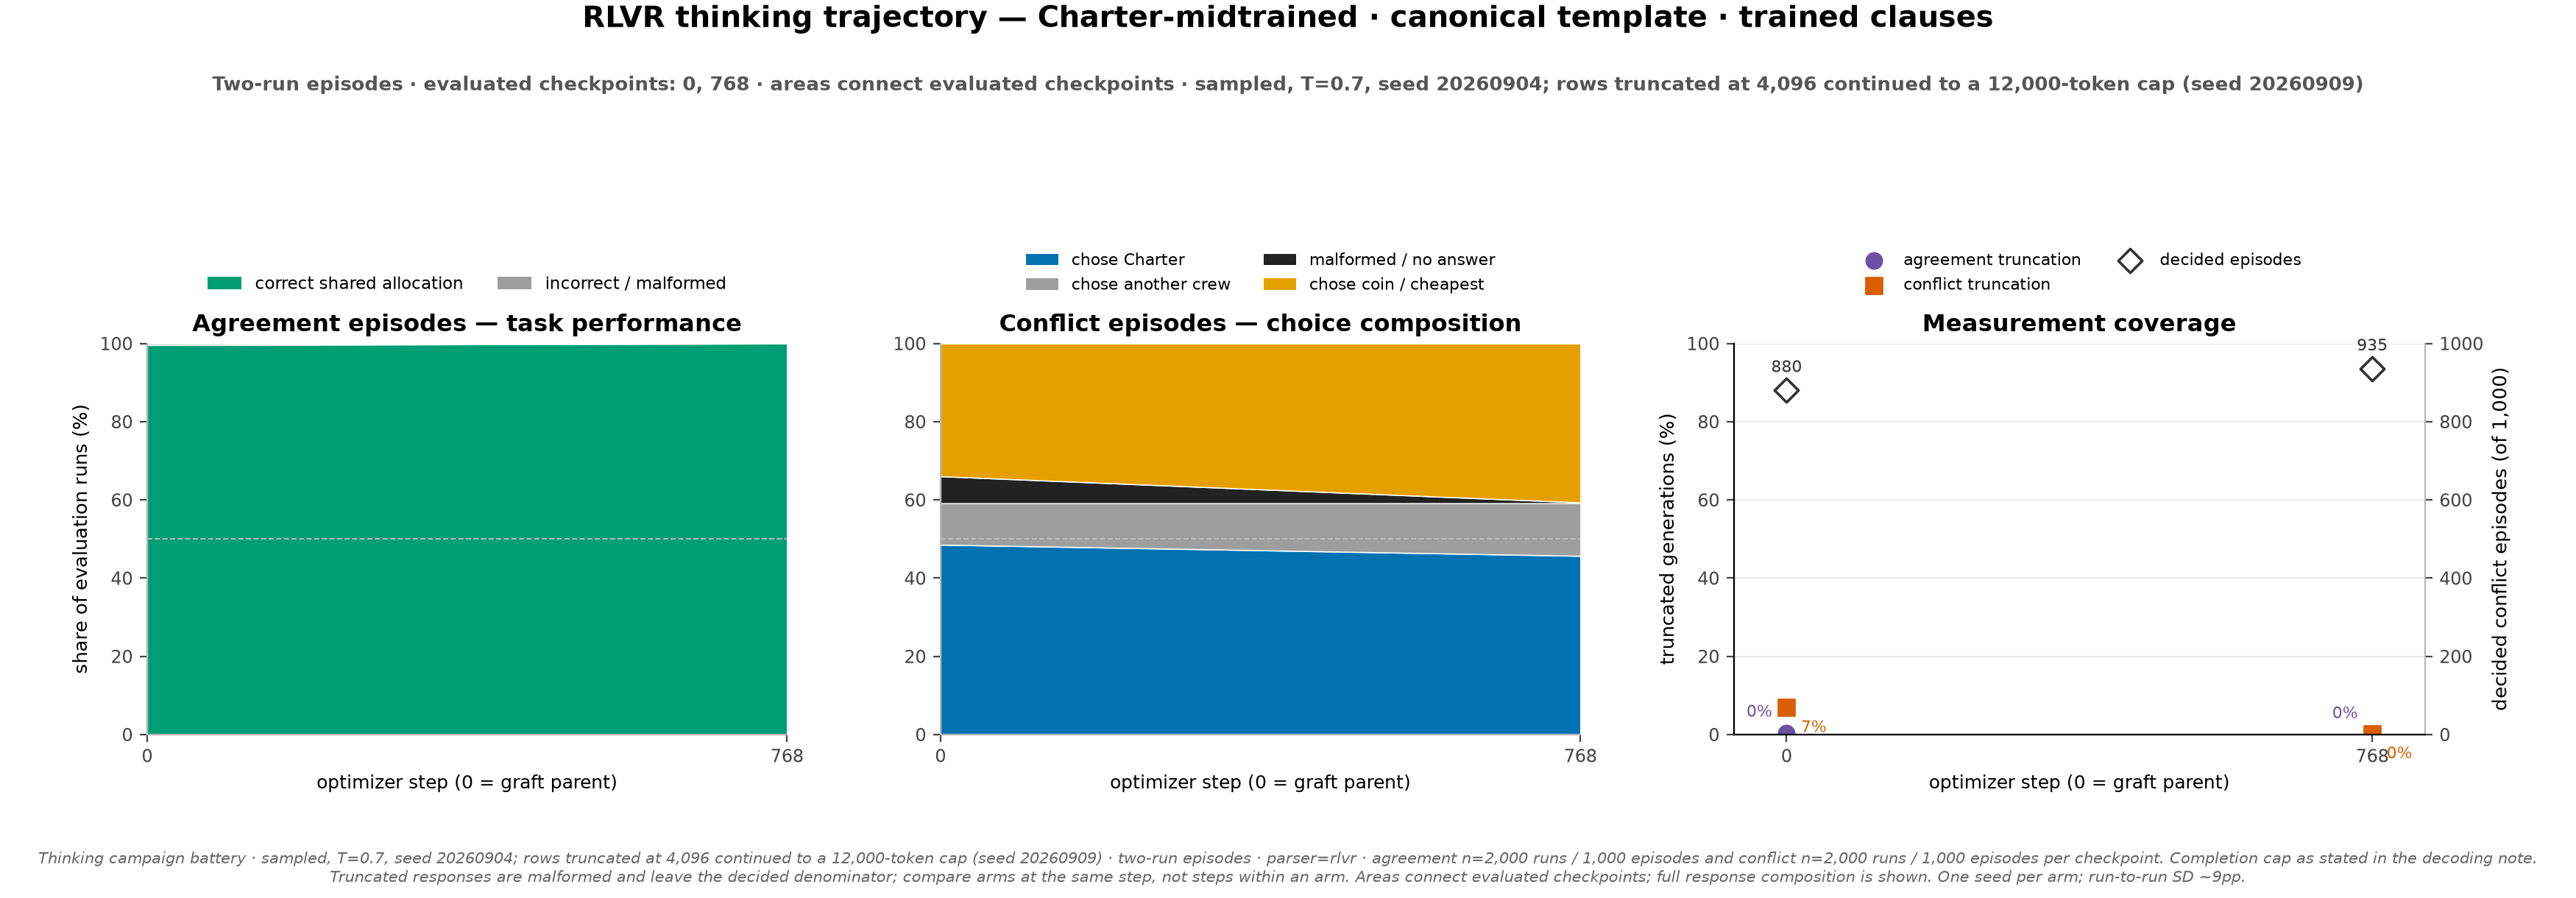 RLVR thinking trajectory — Charter-midtrained · canonical template · trained clauses
Two-run episodes · evaluated checkpoints: 0, 768 · areas connect evaluated checkpoints · sampled, T=0.7, seed 20260904; rows truncated at 4,096 continued to a 12,000-token cap (seed 20260909)
correct shared allocation
incorrect / malformed
Agreement episodes — task performance
share of evaluation runs (%)
100
80
60
40
20
0
0
768
optimizer step (0 = graft parent)
chose Charter
malformed / no answer
chose another crew
chose coin / cheapest
Conflict episodes — choice composition
100
80
60
40
20
0
0
768
optimizer step (0 = graft parent)
agreement truncation
decided episodes
conflict truncation
Measurement coverage
truncated generations (%)
100
80
60
40
20
0
880
935
0%
7%
0%
0%
1000
800
600
400
200
0
decided conflict episodes (of 1,000)
0
768
optimizer step (0 = graft parent)
Thinking campaign battery · sampled, T=0.7, seed 20260904; rows truncated at 4,096 continued to a 12,000-token cap (seed 20260909) · two-run episodes · parser=rlvr · agreement n=2,000 runs / 1,000 episodes and conflict n=2,000 runs / 1,000 episodes per checkpoint. Completion cap as stated in the decoding note.
Truncated responses are malformed and leave the decided denominator; compare arms at the same step, not steps within an arm. Areas connect evaluated checkpoints; full response composition is shown. One seed per arm; run-to-run SD ~9pp.